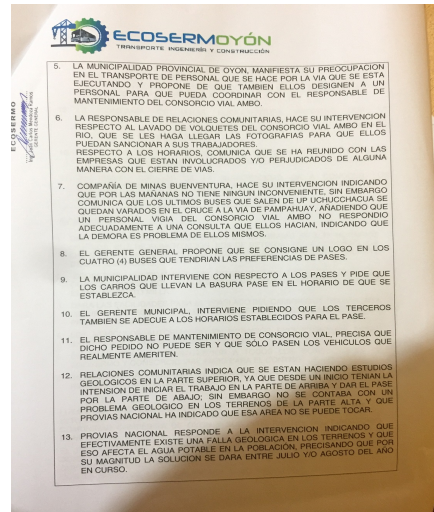 ECOSERMOYÓN
TRANSPORTE INGENIERÍA Y CONSTRUCCIÓN
ECOSERMO
GERENTE GENERAL
5. LA MUNICIPALIDAD PROVINCIAL DE OYON, MANIFIESTA SU PREOCUPACION
EN EL TRANSPORTE DE PERSONAL QUE SE HACE POR LA VIA QUE SE ESTA
EJECUTANDO Y PROPONE DE QUE TAMBIEN ELLOS DESIGNEN A UN
PERSONAL PARA QUE PUEDA COORDINAR CON EL RESPONSABLE DE
MANTENIMIENTO DEL CONSORCIO VIAL AMBO.
6. LA RESPONSABLE DE RELACIONES COMUNITARIAS, HACE SU INTERVENCION
RESPECTO AL LAVADO DE VOLQUETES DEL CONSORCIO VIAL AMBO EN EL
RIO, QUE SE LES HAGA LLEGAR LAS FOTOGRAFIAS PARA QUE ELLOS
PUEDAN SANCIONAR A SUS TRABAJADORES.
RESPECTO A LOS HORARIOS, COMUNICA QUE SE HA REUNIDO CON LAS
EMPRESAS QUE ESTAN INVOLUCRADOS Y/O PERJUDICADOS DE ALGUNA
MANERA CON EL CIERRE DE VIAS.
7. COMPAÑÍA DE MINAS BUENVENTURA, HACE SU INTERVENCION INDICANDO
QUE POR LAS MAÑANAS NO TIENE NINGUN INCONVENIENTE, SIN EMBARGO
COMUNICA QUE LOS ULTIMOS BUSES QUE SALEN DE UP UCHUCCHACUA SE
QUEDAN VARADOS EN EL CRUCE A LA VIA DE PAMPAHUAY, AÑADIENDO QUE
UN PERSONAL VIGIA DEL CONSORCIO VIAL AMBO NO RESPONDIO
ADECUADAMENTE A UNA CONSULTA QUE ELLOS HACIAN, INDICANDO QUE
LA DEMORA ES PROBLEMA DE ELLOS MISMOS.
8. EL GERENTE GENERAL PROPONE QUE SE CONSIGNE UN LOGO EN LOS
CUATRO (4) BUSES QUE TENDRIAN LAS PREFERENCIAS DE PASES.
9. LA MUNICIPALIDAD INTERVIENE CON RESPECTO A LOS PASES Y PIDE QUE
LOS CARROS QUE LLEVAN LA BASURA PASE EN EL HORARIO DE QUE SE
ESTABLEZCA.
10. EL GERENTE MUNICIPAL, INTERVIENE PIDIENDO QUE LOS TERCEROS
TAMBIEN SE ADECUE A LOS HORARIOS ESTABLECIDOS PARA EL PASE.
11. EL RESPONSABLE DE MANTENIMIENTO DE CONSORCIO VIAL, PRECISA QUE
DICHO PEDIDO NO PUEDE SER Y QUE SÓLO PASEN LOS VEHICULOS QUE
REALMENTE AMERITEN.
12. RELACIONES COMUNITARIAS INDICA QUE SE ESTAN HACIENDO ESTUDIOS
GEOLOGICOS EN LA PARTE SUPERIOR, YA QUE DESDE UN INICIO TENIAN LA
INTENSION DE INICIAR EL TRABAJO EN LA PARTE DE ARRIBA Y DAR EL PASE
POR LA PARTE DE ABAJO; SIN EMBARGO NO SE CONTABA CON UN
PROBLEMA GEOLOGICO EN LOS TERRENOS DE LA PARTE ALTA Y QUE
PROVIAS NACIONAL HA INDICADO QUE ESA AREA NO SE PUEDE TOCAR.
13. PROVIAS NACIONAL RESPONDE A LA INTERVENCION INDICANDO QUE
EFECTIVAMENTE EXISTE UNA FALLA GEOLOGICA EN LOS TERRENOS Y QUE
ESO AFECTA EL AGUA POTABLE EN LA POBLACIÓN, PRECISANDO QUE POR
SU MAGNITUD LA SOLUCION SE DARA ENTRE JULIO Y/O AGOSTO DEL AÑO
EN CURSO.